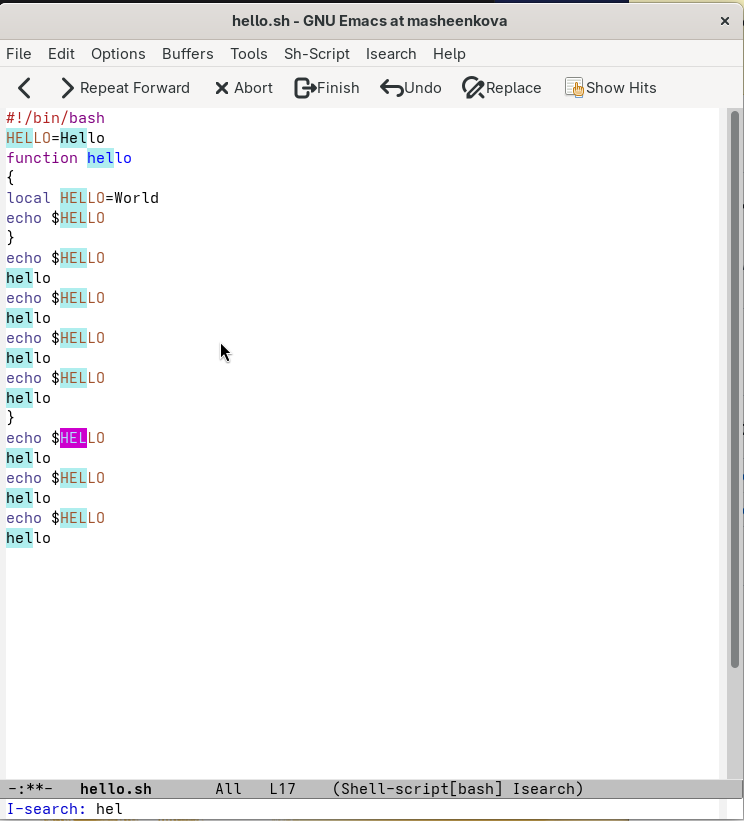 hello.sh - GNU Emacs at masheenkova ×
File Edit Options Buffers Tools Sh-Script Isearch Help
Repeat Forward Abort Finish Undo Replace Show Hits
#!/bin/bash
HELLO=Hello
function hello
{
local HELLO=World
echo $HELLO
}
echo $HELLO
hello
echo $HELLO
hello
echo $HELLO
hello
echo $HELLO
hello
}
echo $HELLO
hello
echo $HELLO
hello
echo $HELLO
hello
-:**- hello.sh All L17 (Shell-script[bash] Isearch)
I-search: hel